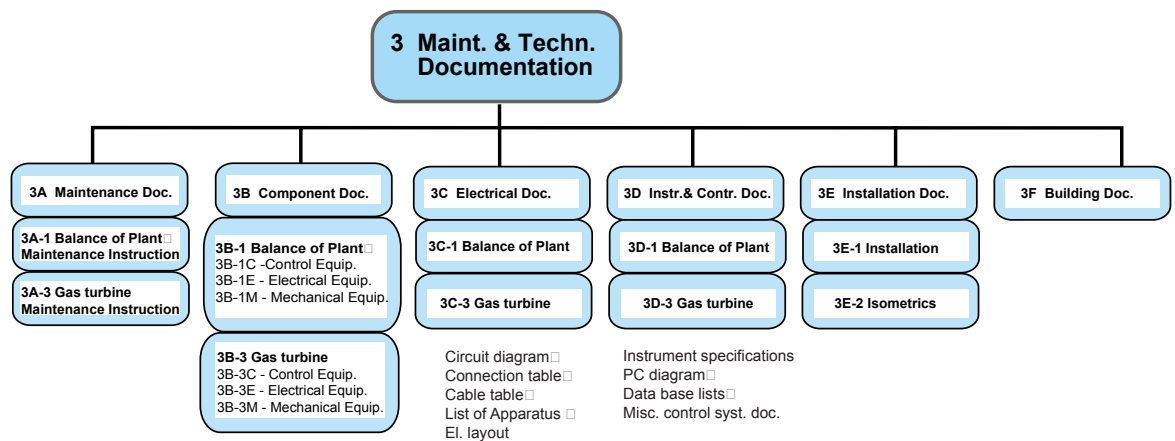 3 Maint. & Techn.
Documentation
3A Maintenance Doc.
3A-1 Balance of Plant□
Maintenance Instruction
3A-3 Gas turbine
Maintenance Instruction
3B Component Doc.
3B-1 Balance of Plant□
3B-1C -Control Equip.
3B-1E - Electrical Equip.
3B-1M - Mechanical Equip.
3B-3 Gas turbine
3B-3C - Control Equip.
3B-3E - Electrical Equip.
3B-3M - Mechanical Equip.
3C Electrical Doc.
3C-1 Balance of Plant
3C-3 Gas turbine
Circuit diagram□
Connection table□
Cable table□
List of Apparatus □
El. layout
3D Instr.& Contr. Doc.
3D-1 Balance of Plant
3D-3 Gas turbine
Instrument specifications
PC diagram□
Data base lists□
Misc. control syst. doc.
3E Installation Doc.
3E-1 Installation
3E-2 Isometrics
3F Building Doc.